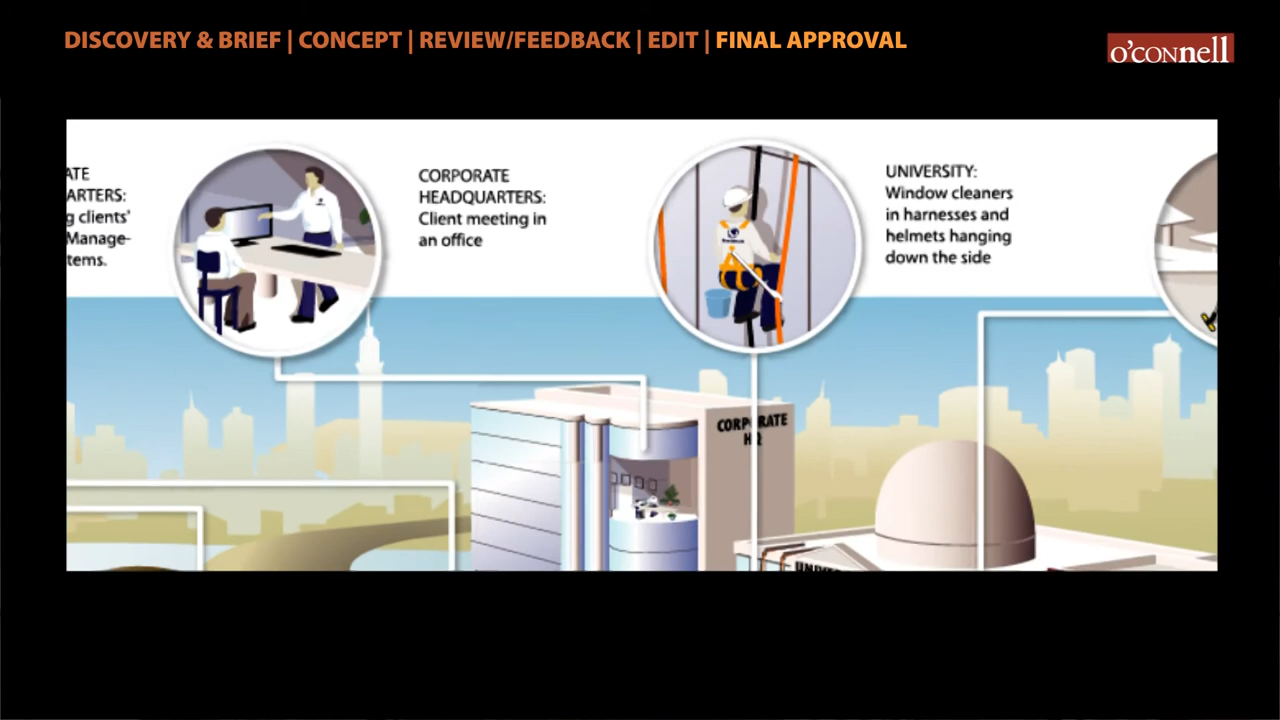 DISCOVERY & BRIEF | CONCEPT | REVIEW/FEEDBACK | EDIT | FINAL APPROVAL
o'connell
ATE
ARTERS:
g clients'
Manage-
tems.
CORPORATE
HEADQUARTERS:
Client meeting in
an office
UNIVERSITY:
Window cleaners
in harnesses and
helmets hanging
down the side
CORPORATE
HQ